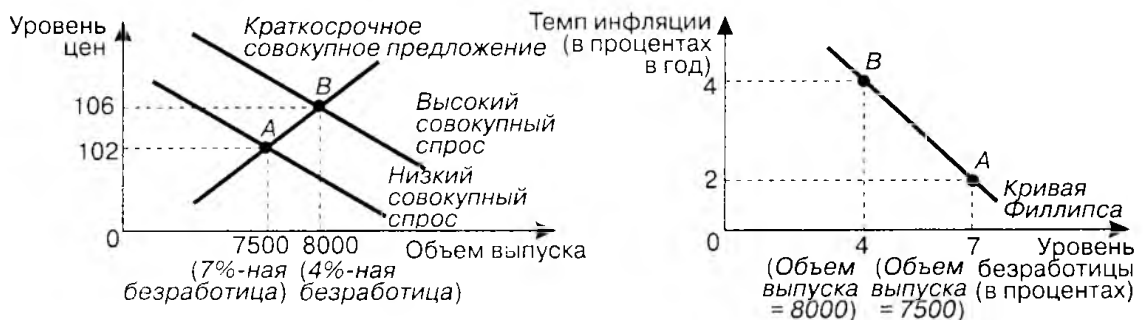 Уровень
цен
Краткосрочное
совокупное предложение
106
102
A
B
Высокий
совокупный
спрос
Низкий
совокупный
спрос
0
7500 8000
Объем выпуска
(7%-ная (4%-ная
безработица) безработица)
Темп инфляции
(в процентах
в год)
4
2
B
A
Кривая
Филлипса
0
4
7
Уровень
безработицы
(в процентах)
(Объем
выпуска
= 8000)
(Объем
выпуска
= 7500)